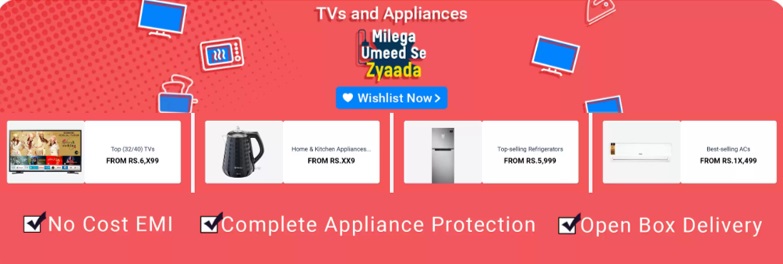 TVs and Appliances
Milega
Umeed Se
Zyaada
Wishlist Now >
Top (32/40) TVs
FROM RS.6,X99
Home & Kitchen Appliances...
FROM RS.XX9
Top-selling Refrigerators
FROM RS.5,999
Best-selling ACs
FROM RS.1X,499
No Cost EMI
Complete Appliance Protection
Open Box Delivery